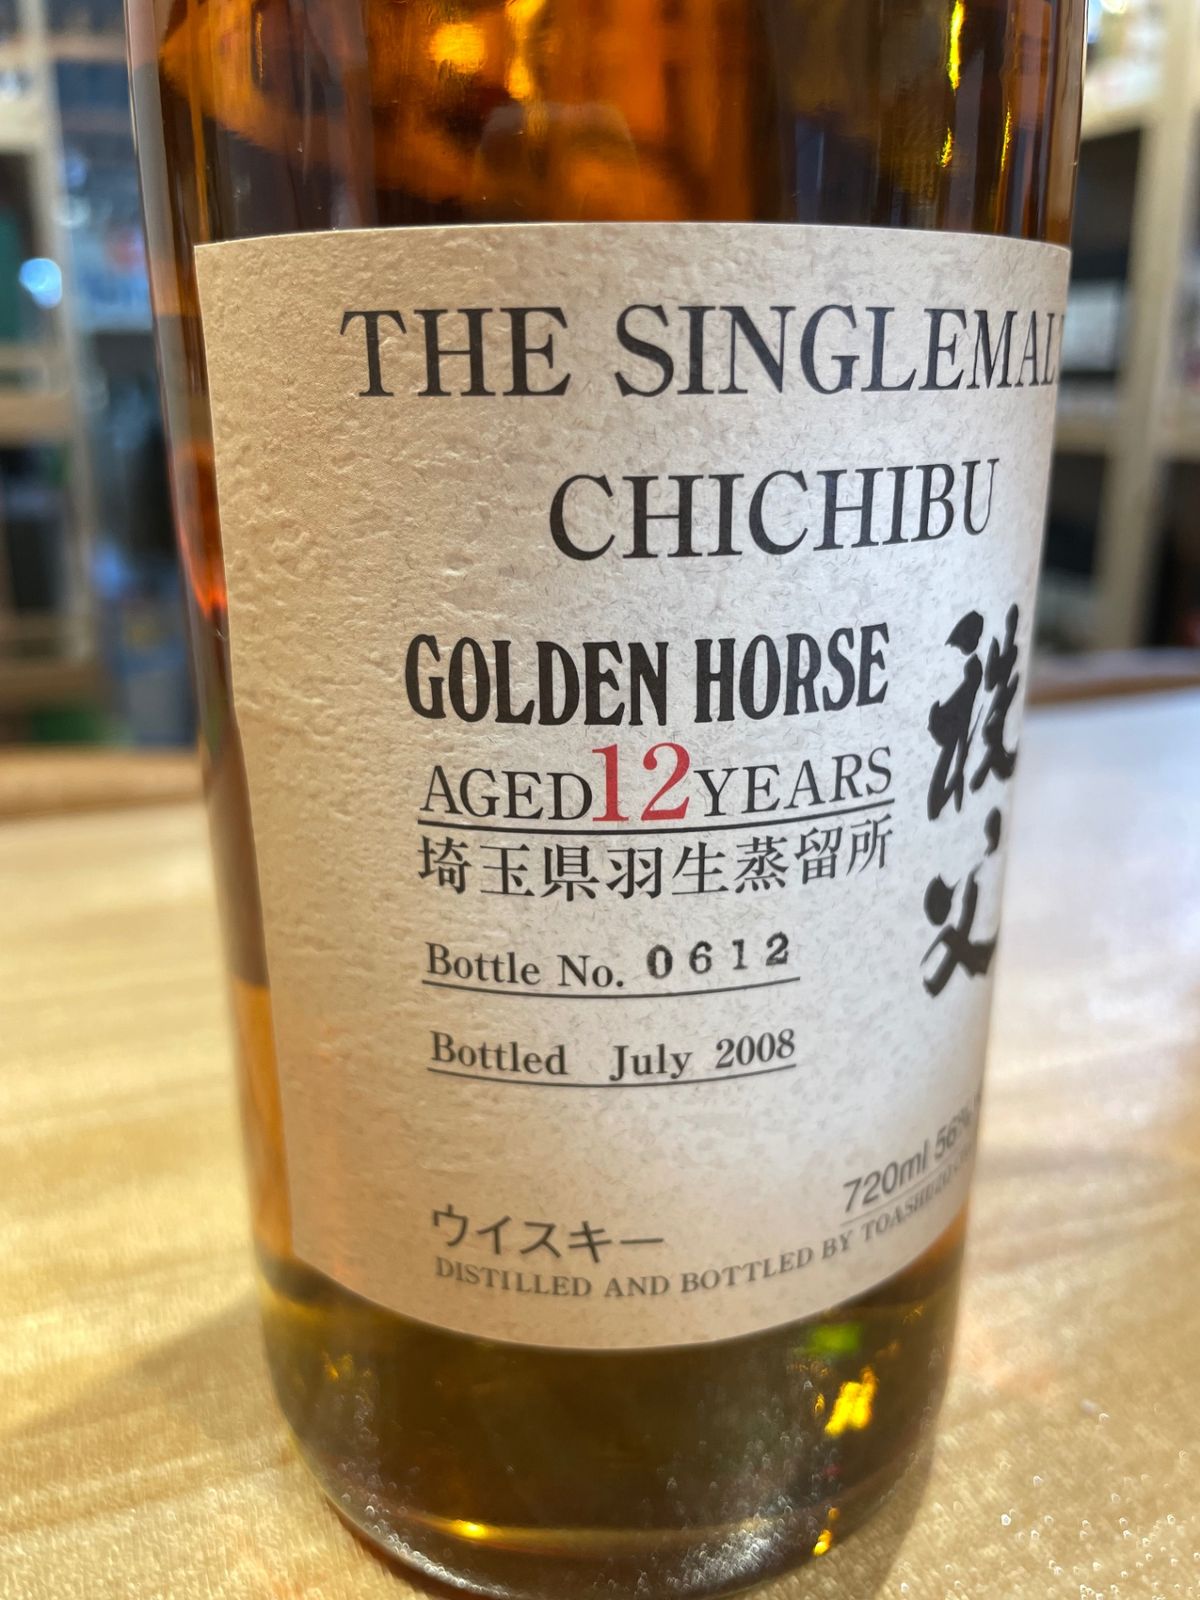 THE SINGLEMAL
CHICHIBU
GOLDEN HORSE
AGED 12 YEARS
埼玉県羽生蒸留所
秩父
Bottle No. 0612
Bottled July 2008
720ml 56%
ウイスキー
DISTILLED AND BOTTLED BY